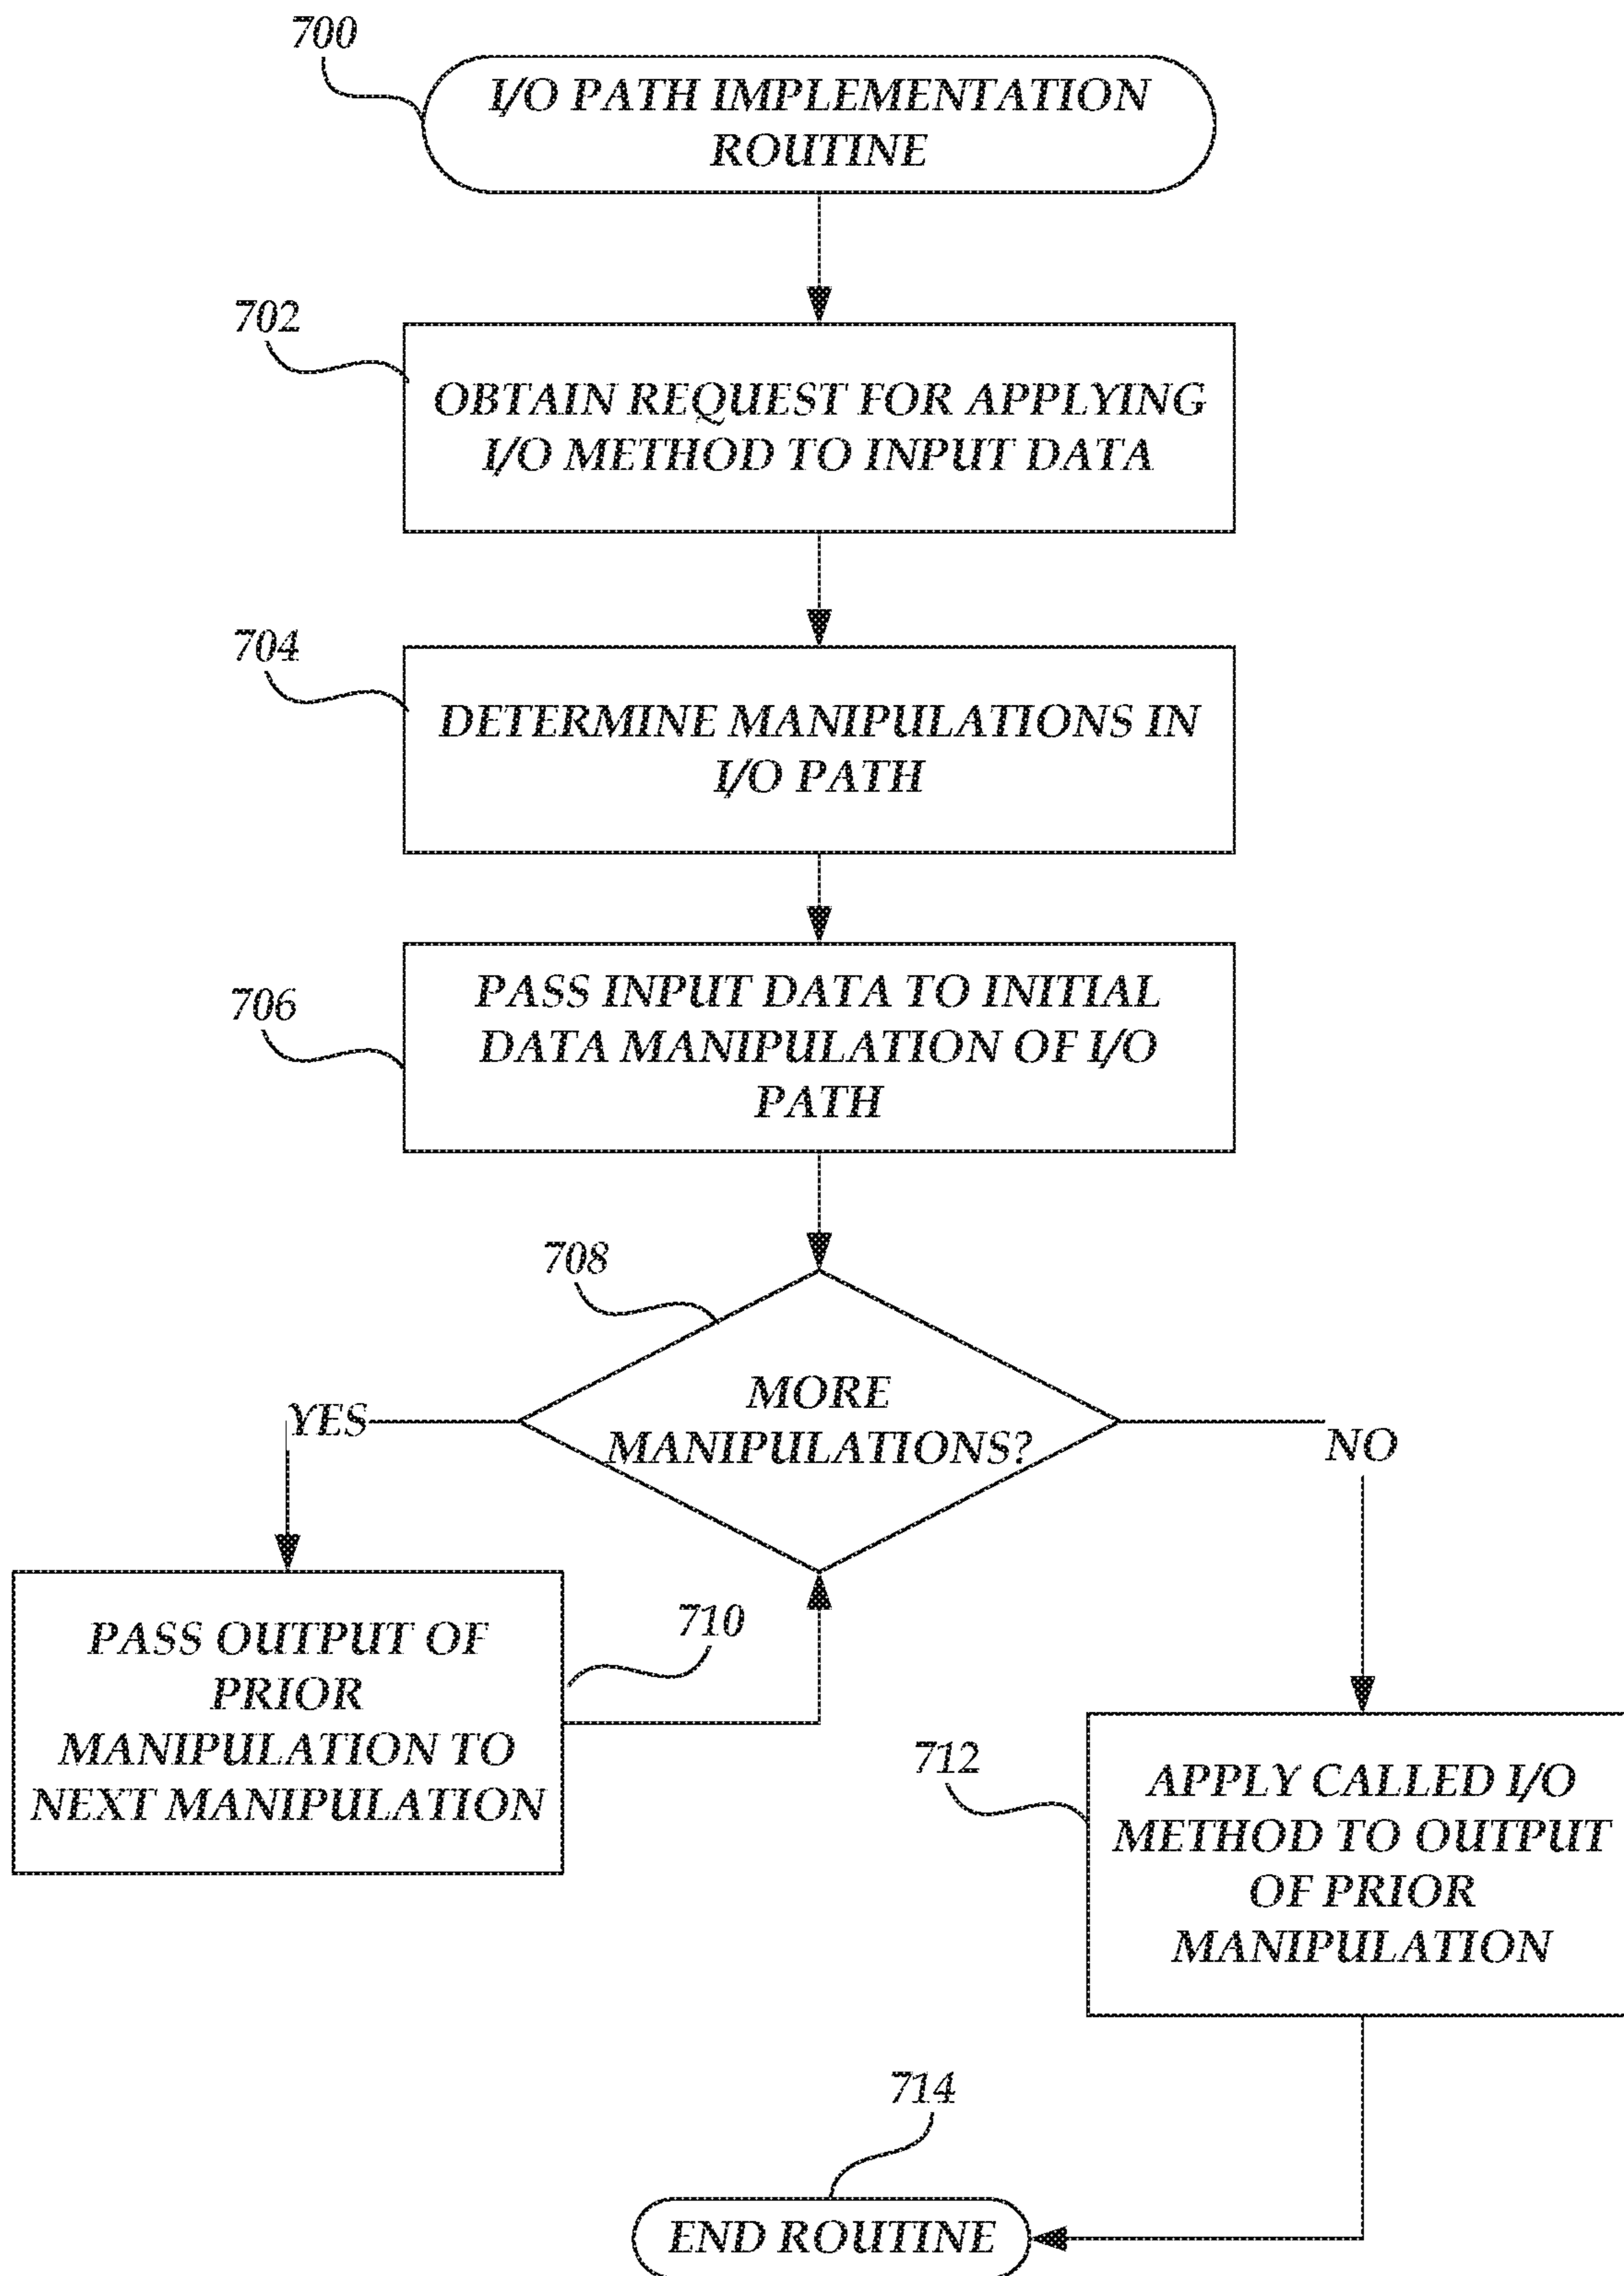 700
I/O PATH IMPLEMENTATION
ROUTINE
702
OBTAIN REQUEST FOR APPLYING
I/O METHOD TO INPUT DATA
704
DETERMINE MANIPULATIONS IN
I/O PATH
706
PASS INPUT DATA TO INITIAL
DATA MANIPULATION OF I/O
PATH
708
MORE
MANIPULATIONS?
YES
NO
PASS OUTPUT OF
PRIOR
MANIPULATION TO
NEXT MANIPULATION
710
712
APPLY CALLED I/O
METHOD TO OUTPUT
OF PRIOR
MANIPULATION
714
END ROUTINE